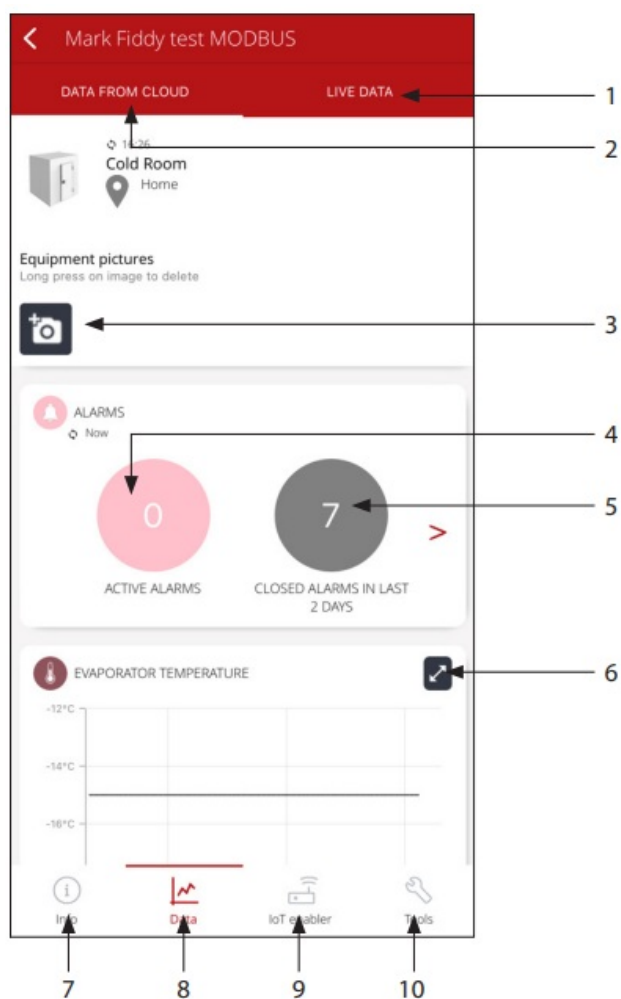 Mark Fiddy test MODBUS
DATA FROM CLOUD
LIVE DATA
1
2
16:26
Cold Room
Home
Equipment pictures
Long press on image to delete
3
ALARMS
Now
4
0
7
5
>
ACTIVE ALARMS
CLOSED ALARMS IN LAST
2 DAYS
EVAPORATOR TEMPERATURE
6
-12°C
-14°C
-16°C
Info
Data
IoT enabler
Tools
7
8
9
10